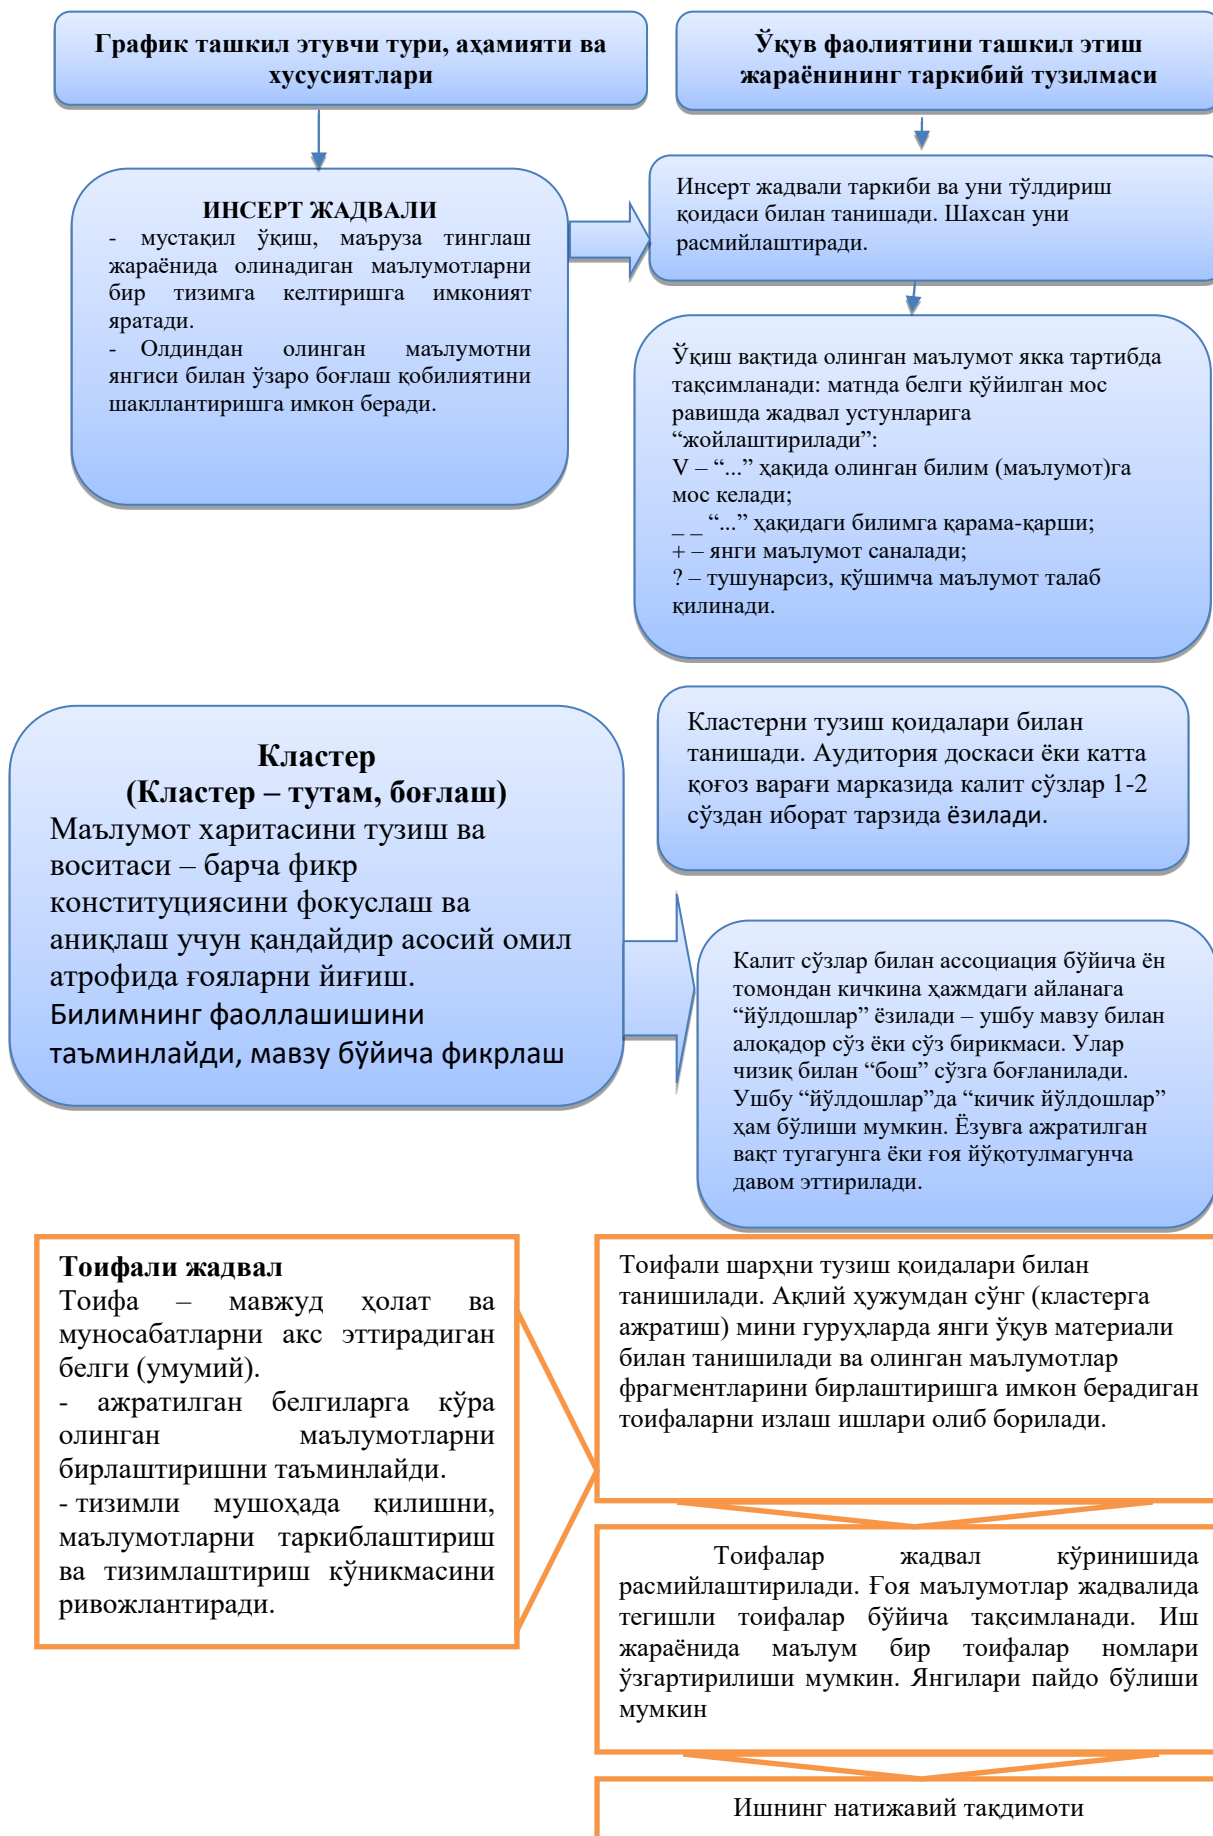 График ташкил этувчи тури, аҳамияти ва
хусусиятлари
Ўқув фаолиятини ташкил этиш
жараёнининг таркибий тузилмаси
ИНСЕРТ ЖАДВАЛИ
- мустақил ўқиш, маъруза тинглаш
жараёнида олинадиган маълумотларни
бир тизимга келтиришга имконият
яратади.
- Олдиндан олинган маълумотни
янгиси билан ўзаро боғлаш қобилиятини
шакллантиришга имкон беради.
Инсерт жадвали таркиби ва уни тўлдириш
қоидаси билан танишади. Шахсан уни
расмийлаштиради.
Ўқиш вақтида олинган маълумот якка тартибда
тақсимланади: матнда белги қўйилган мос
равишда жадвал устунларига
“жойлаштирилади”:
V – “...” ҳақида олинган билим (маълумот)га
мос келади;
_ _ “...” ҳақидаги билимга қарама-қарши;
+ – янги маълумот саналади;
? – тушунарсиз, қўшимча маълумот талаб
қилинади.
Кластер
(Кластер – тутам, боғлаш)
Маълумот харитасини тузиш ва
воситаси – барча фикр
конституциясини фокуслаш ва
аниқлаш учун қандайдир асосий омил
атрофида ғояларни йиғиш.
Билимнинг фаоллашишини
таъминлайди, мавзу бўйича фикрлаш
Кластерни тузиш қоидалари билан
танишади. Аудитория доскаси ёки катта
қоғоз варағи марказида калит сўзлар 1-2
сўздан иборат тарзида ёзилади.
Калит сўзлар билан ассоциация бўйича ён
томондан кичкина ҳажмдаги айланага
“йўлдошлар” ёзилади – ушбу мавзу билан
алоқадор сўз ёки сўз бирикмаси. Улар
чизиқ билан “бош” сўзга боғланилади.
Ушбу “йўлдошлар”да “кичик йўлдошлар”
ҳам бўлиши мумкин. Ёзувга ажратилган
вақт тугагунга ёки ғоя йўқотулмагунча
давом эттирилади.
Тоифали жадвал
Тоифа – мавжуд ҳолат ва
муносабатларни акс эттирадиган
белги (умумий).
- ажратилган белгиларга кўра
олинган маълумотларни
бирлаштиришни таъминлайди.
- тизимли мушоҳада қилишни,
маълумотларни таркиблаштириш
ва тизимлаштириш кўникмасини
ривожлантиради.
Тоифали шарҳни тузиш қоидалари билан
танишилади. Ақлий ҳужумдан сўнг (кластерга
ажратиш) мини гуруҳларда янги ўқув материали
билан танишилади ва олинган маълумотлар
фрагментларини бирлаштиришга имкон берадиган
тоифаларни излаш ишлари олиб борилади.
Тоифалар жадвал кўринишида
расмийлаштирилади. Ғоя маълумотлар жадвалида
тегишли тоифалар бўйича тақсимланади. Иш
жараёнида маълум бир тоифалар номлари
ўзгартирилиши мумкин. Янгилари пайдо бўлиши
мумкин
Ишнинг натижавий тақдимоти